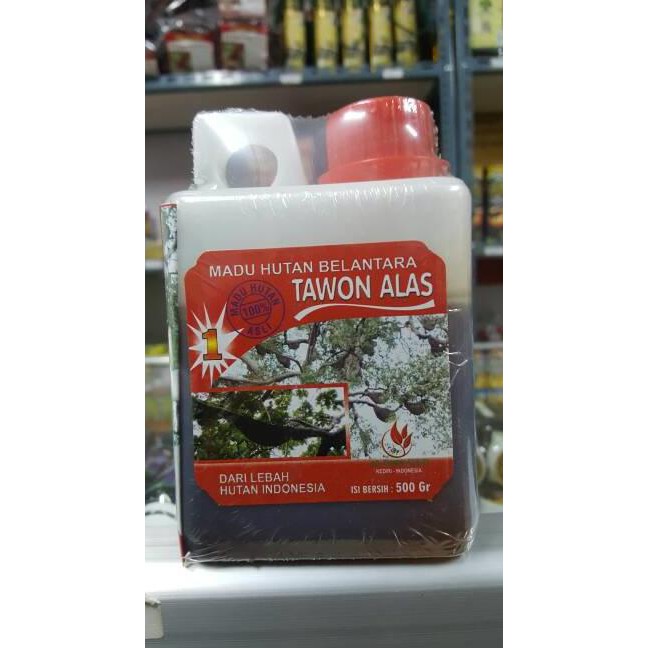 MADU HUTAN BELANTARA
TAWON ALAS
MADU HUTAN
100%
ASLI
1
KEDIRI - INDONESIA
DARI LEBAH
HUTAN INDONESIA
ISI BERSIH : 500 Gr